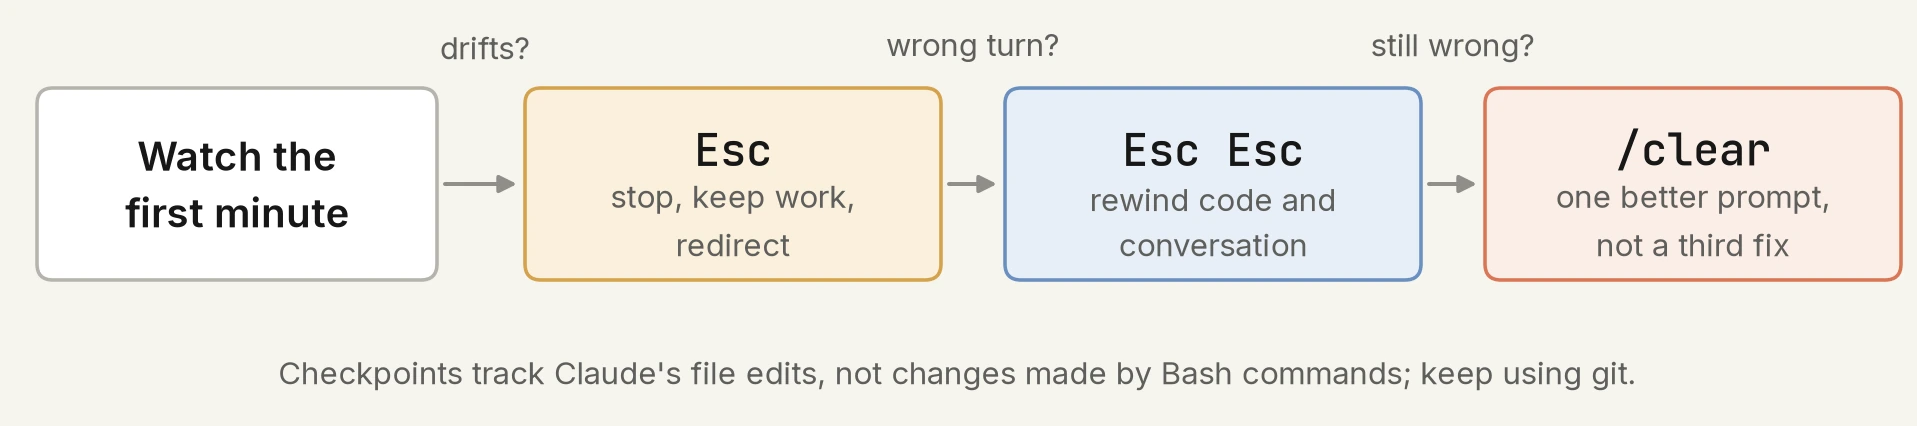 drifts?
wrong turn?
still wrong?
Watch the
first minute
Esc
stop, keep work,
redirect
Esc Esc
rewind code and
conversation
/clear
one better prompt,
not a third fix
Checkpoints track Claude's file edits, not changes made by Bash commands; keep using git.